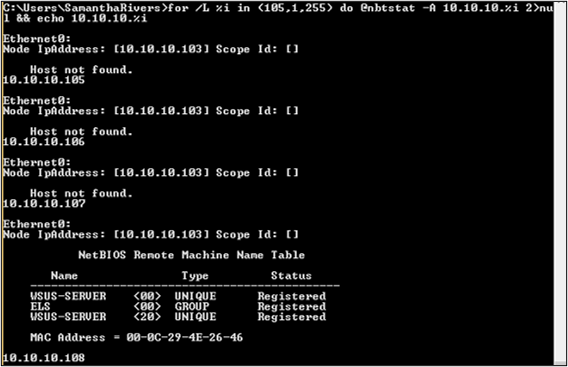 C:\Users\SamanthaRivers>for /L %i in (105,1,255) do @nbtstat -A 10.10.10.%i 2>nu
l && echo 10.10.10.%i
Ethernet0:
Node IpAddress: [10.10.10.103] Scope Id: []
Host not found.
10.10.10.105
Ethernet0:
Node IpAddress: [10.10.10.103] Scope Id: []
Host not found.
10.10.10.106
Ethernet0:
Node IpAddress: [10.10.10.103] Scope Id: []
Host not found.
10.10.10.107
Ethernet0:
Node IpAddress: [10.10.10.103] Scope Id: []
NetBIOS Remote Machine Name Table
Name Type Status
---------------------------------------------
WSUS-SERVER <00> UNIQUE Registered
ELS <00> GROUP Registered
WSUS-SERVER <20> UNIQUE Registered
MAC Address = 00-0C-29-4E-26-46
10.10.10.108